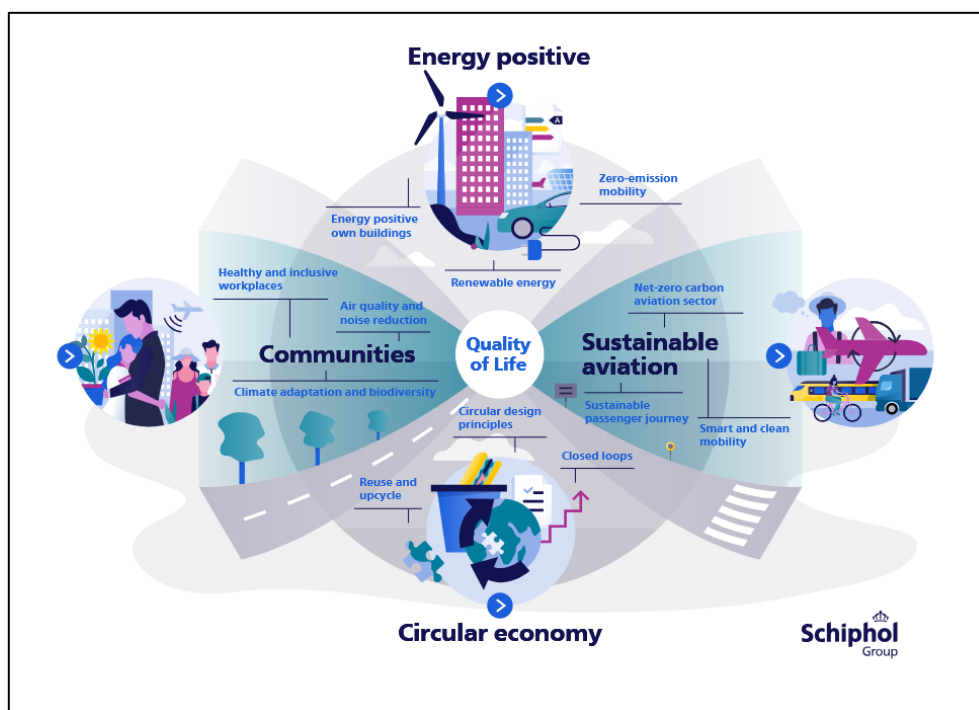 Energy positive
A
Zero-emission
mobility
Energy positive
own buildings
Renewable energy
Healthy and inclusive
workplaces
Air quality and
noise reduction
Communities
Climate adaptation and biodiversity
Quality
of Life
Net-zero carbon
aviation sector
Sustainable
aviation
Sustainable
passenger journey
Smart and clean
mobility
Circular design
principles
Closed loops
Reuse and
upcycle
Circular economy
Schiphol
Group